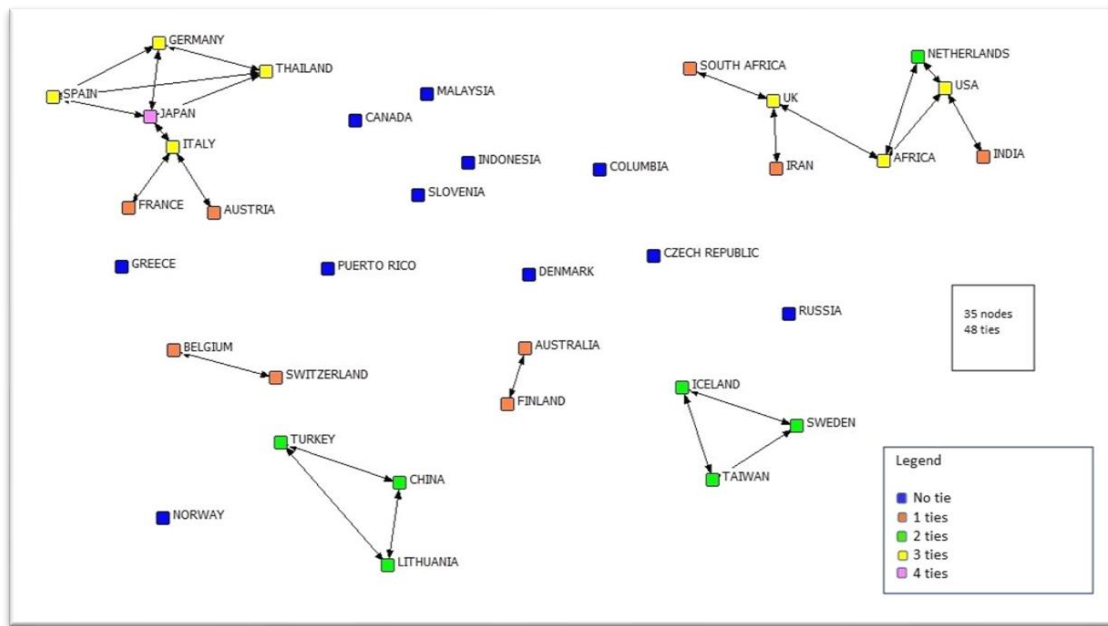 GERMANY
THAILAND
SPAIN
JAPAN
ITALY
FRANCE
AUSTRIA
MALAYSIA
CANADA
INDONESIA
SLOVENIA
COLUMBIA
SOUTH AFRICA
UK
IRAN
NETHERLANDS
USA
AFRICA
INDIA
GREECE
PUERTO RICO
DENMARK
CZECH REPUBLIC
RUSSIA
35 nodes
48 ties
BELGIUM
SWITZERLAND
AUSTRALIA
FINLAND
ICELAND
SWEDEN
TAIWAN
TURKEY
CHINA
LITHUANIA
NORWAY
Legend
No tie
1 ties
2 ties
3 ties
4 ties